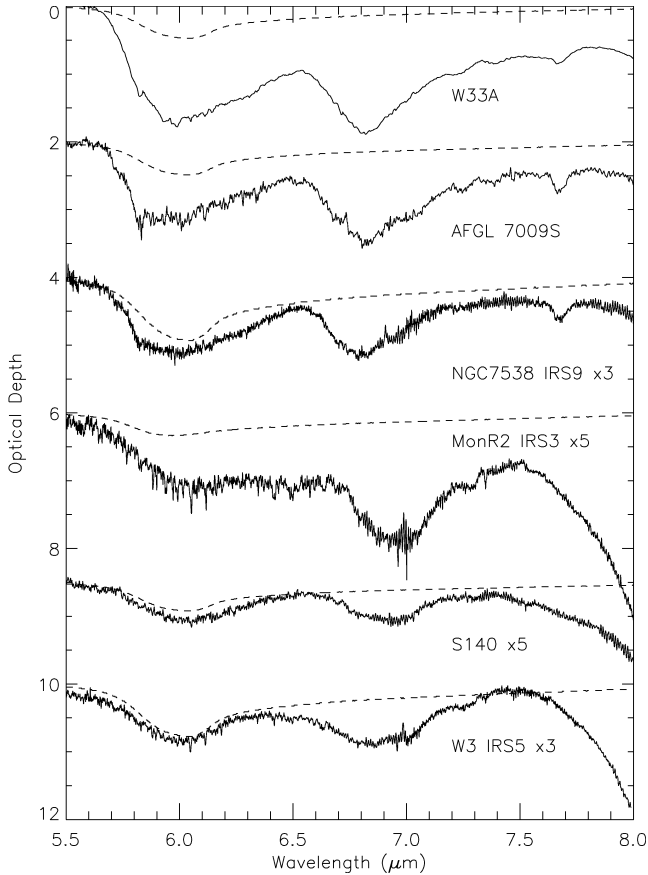 0
W33A
2
AFGL 7009S
4
NGC7538 IRS9 x3
Optical Depth
6
MonR2 IRS3 x5
8
S140 x5
10
W3 IRS5 x3
12
5.5 6.0 6.5 7.0 7.5 8.0
Wavelength (μm)